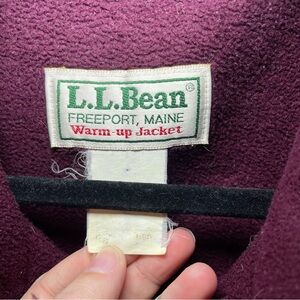 L.L.Bean®
FREEPORT, MAINE
Warm-up Jacket